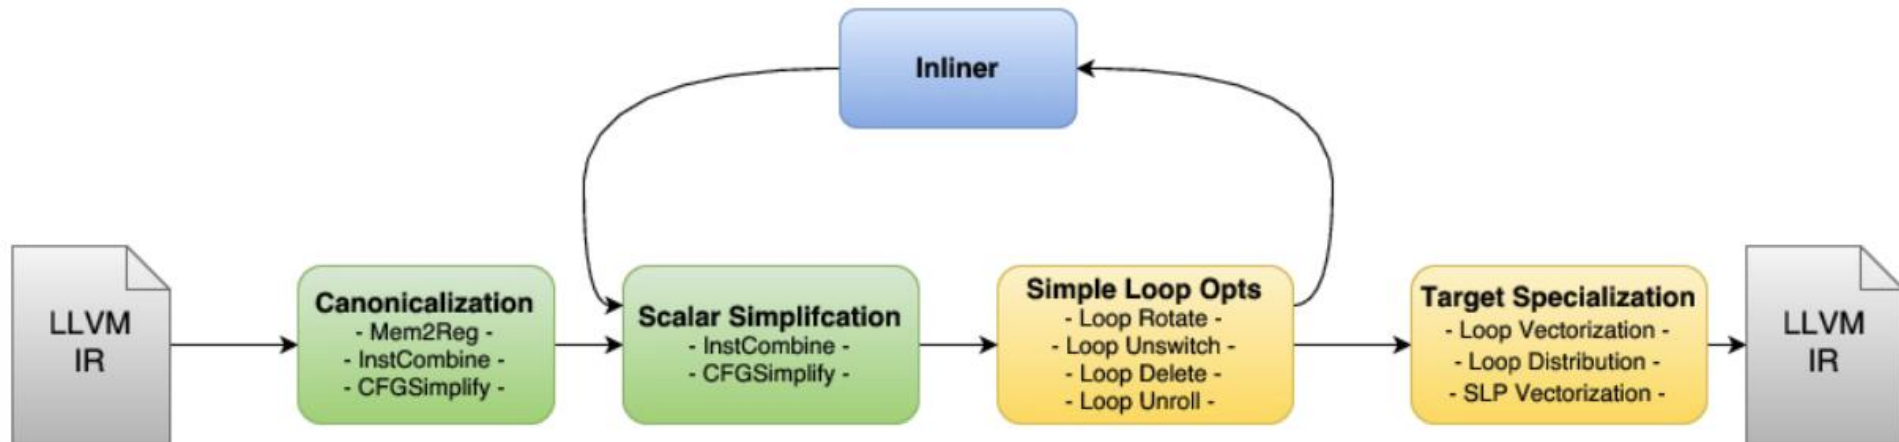 Inliner
LLVM
IR
Canonicalization
- Mem2Reg -
- InstCombine -
- CFGSimplify -
Scalar Simplifcation
- InstCombine -
- CFGSimplify -
Simple Loop Opts
- Loop Rotate -
- Loop Unswitch -
- Loop Delete -
- Loop Unroll -
Target Specialization
- Loop Vectorization -
- Loop Distribution -
- SLP Vectorization -
LLVM
IR